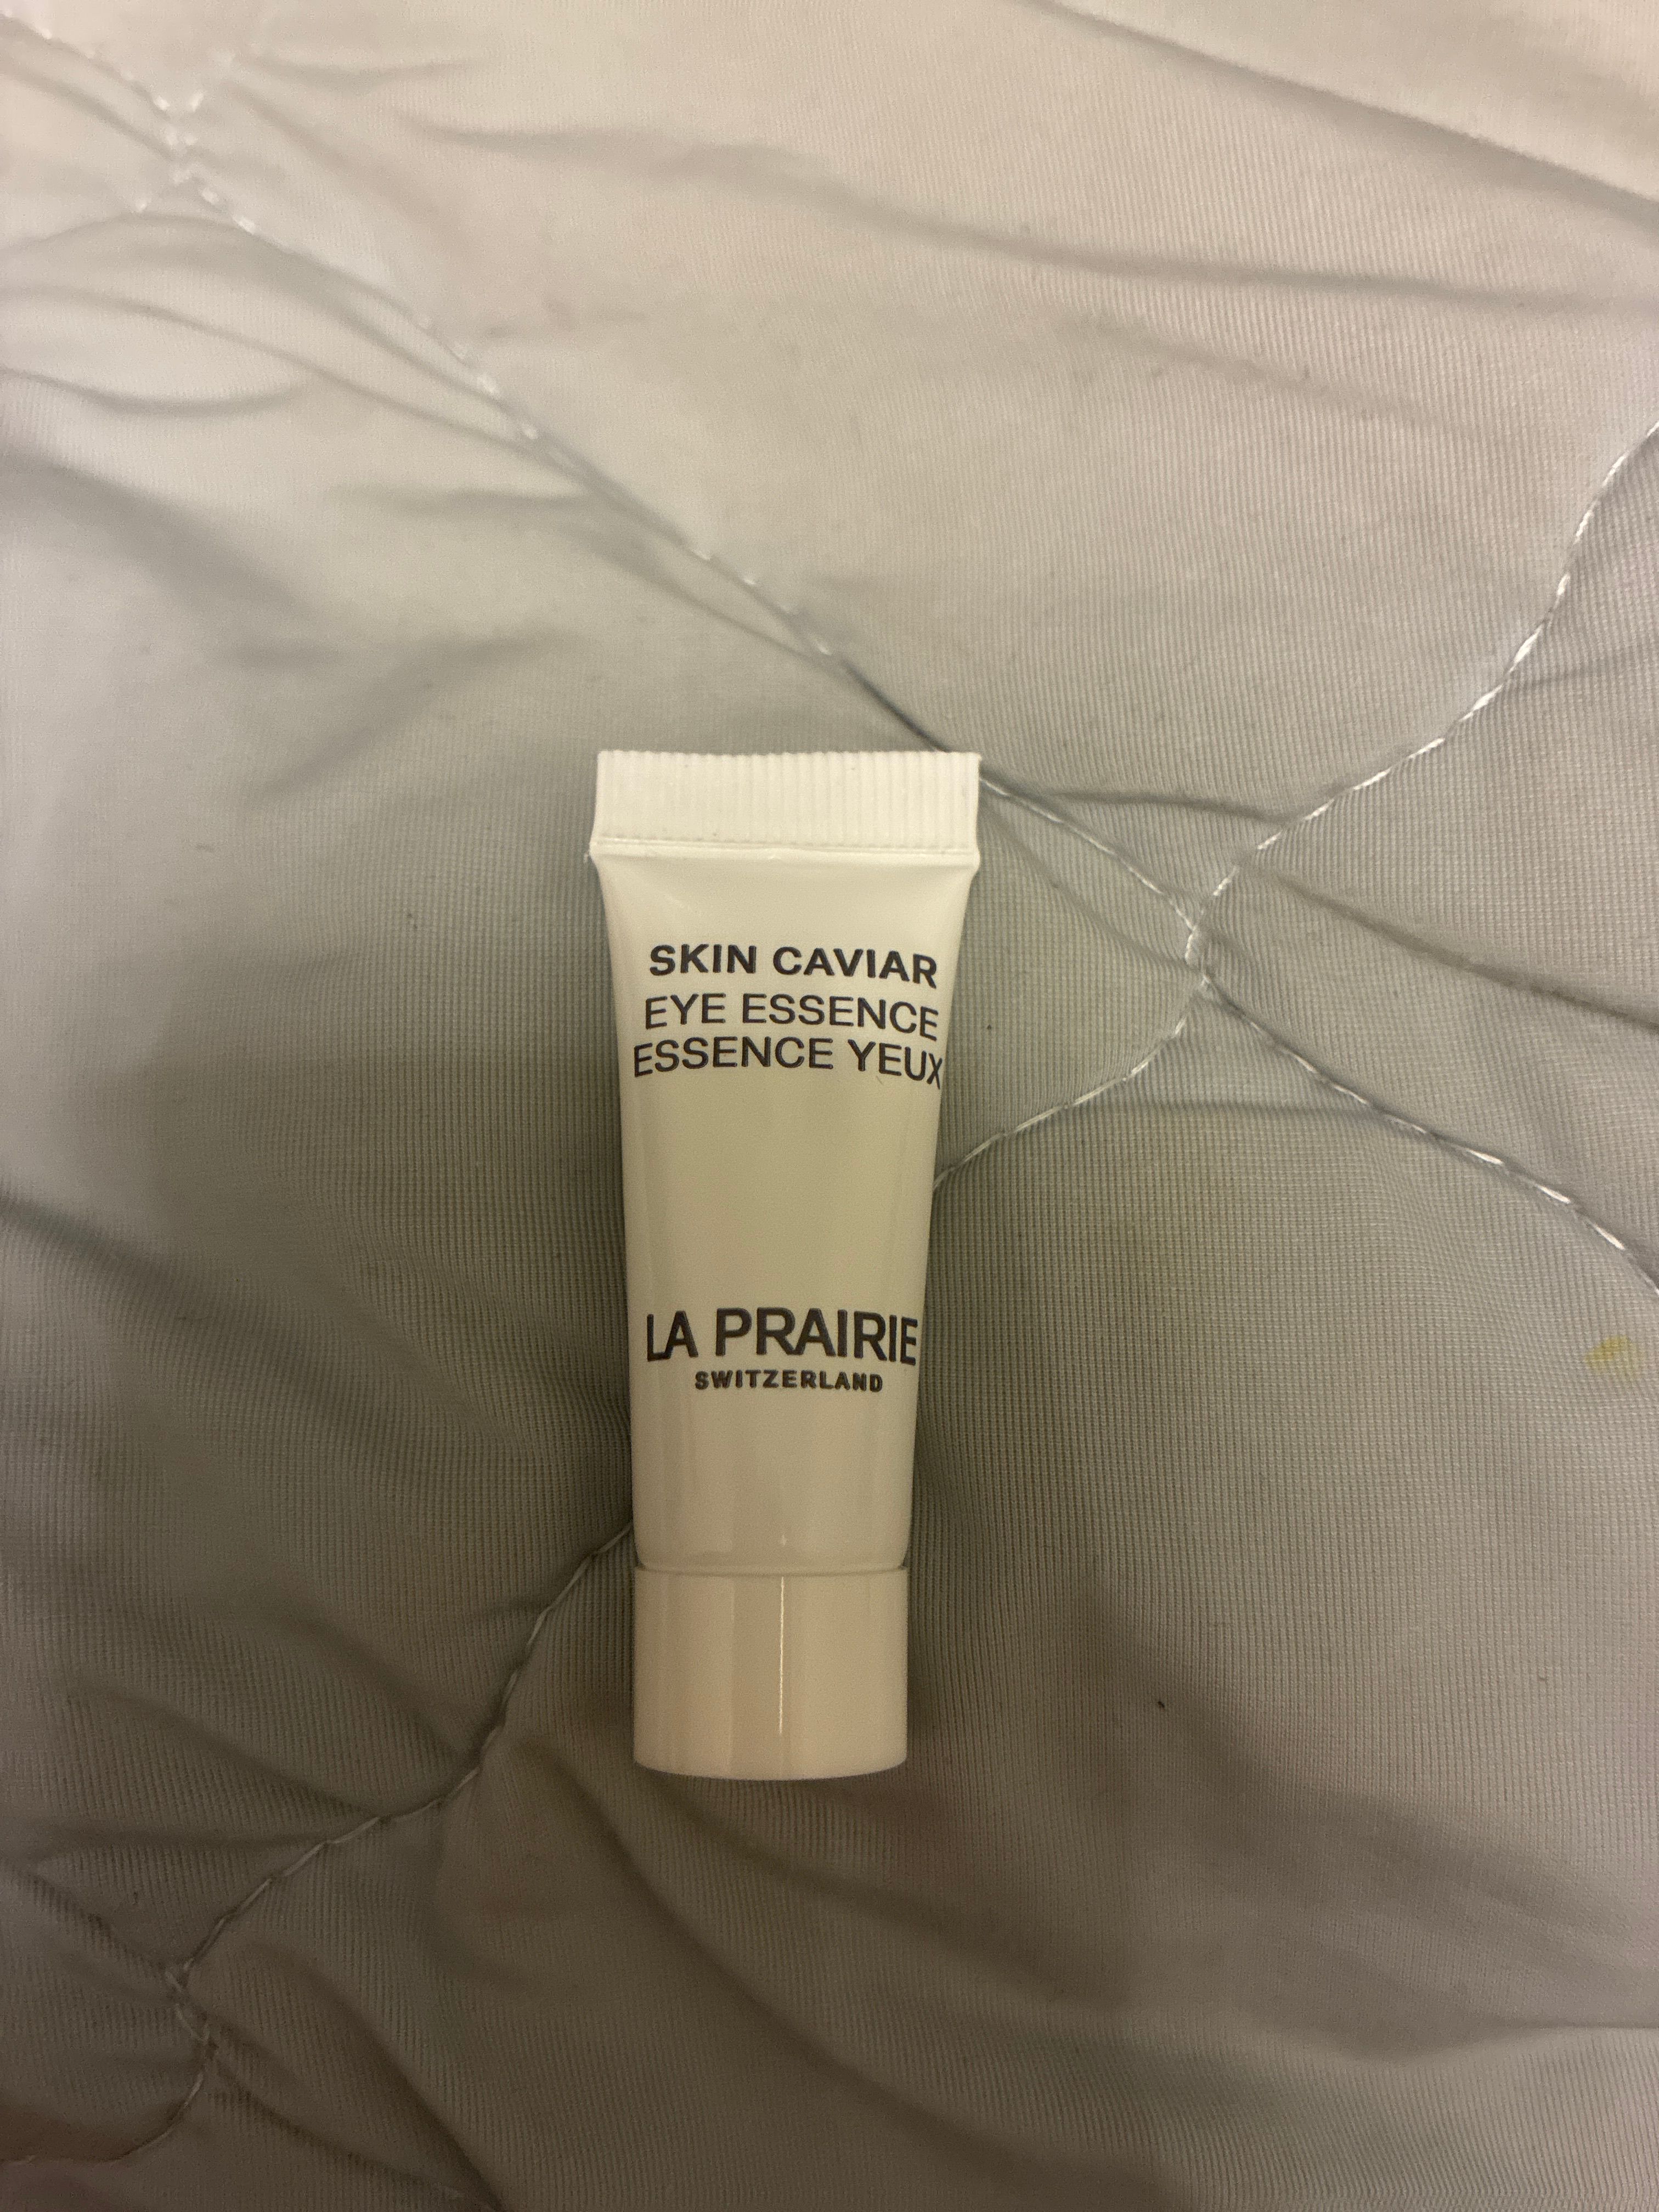 SKIN CAVIAR
EYE ESSENCE
ESSENCE YEUX
LA PRAIRIE
SWITZERLAND